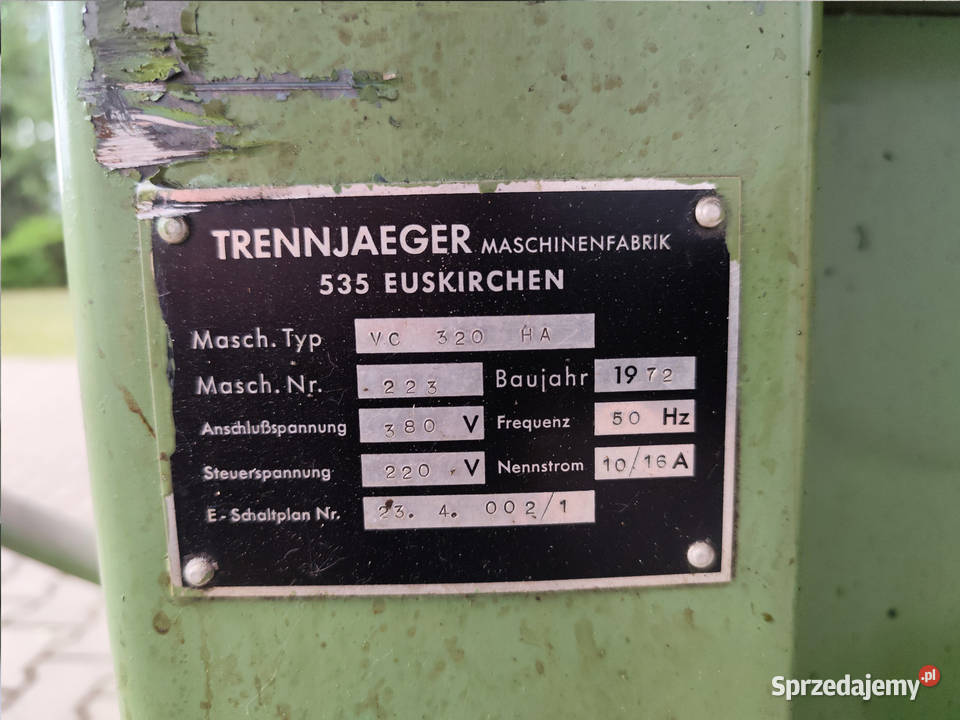 TRENNJAEGER MASCHINENFABRIK
535 EUSKIRCHEN
Masch. Typ VC 320 HA
Masch. Nr. 223 Baujahr 1972
Anschlußspannung 380 V Frequenz 50 Hz
Steuerspannung 220 V Nennstrom 10/16 A
E-Schaltplan Nr. 23. 4. 002/1
Sprzedajemy.pl